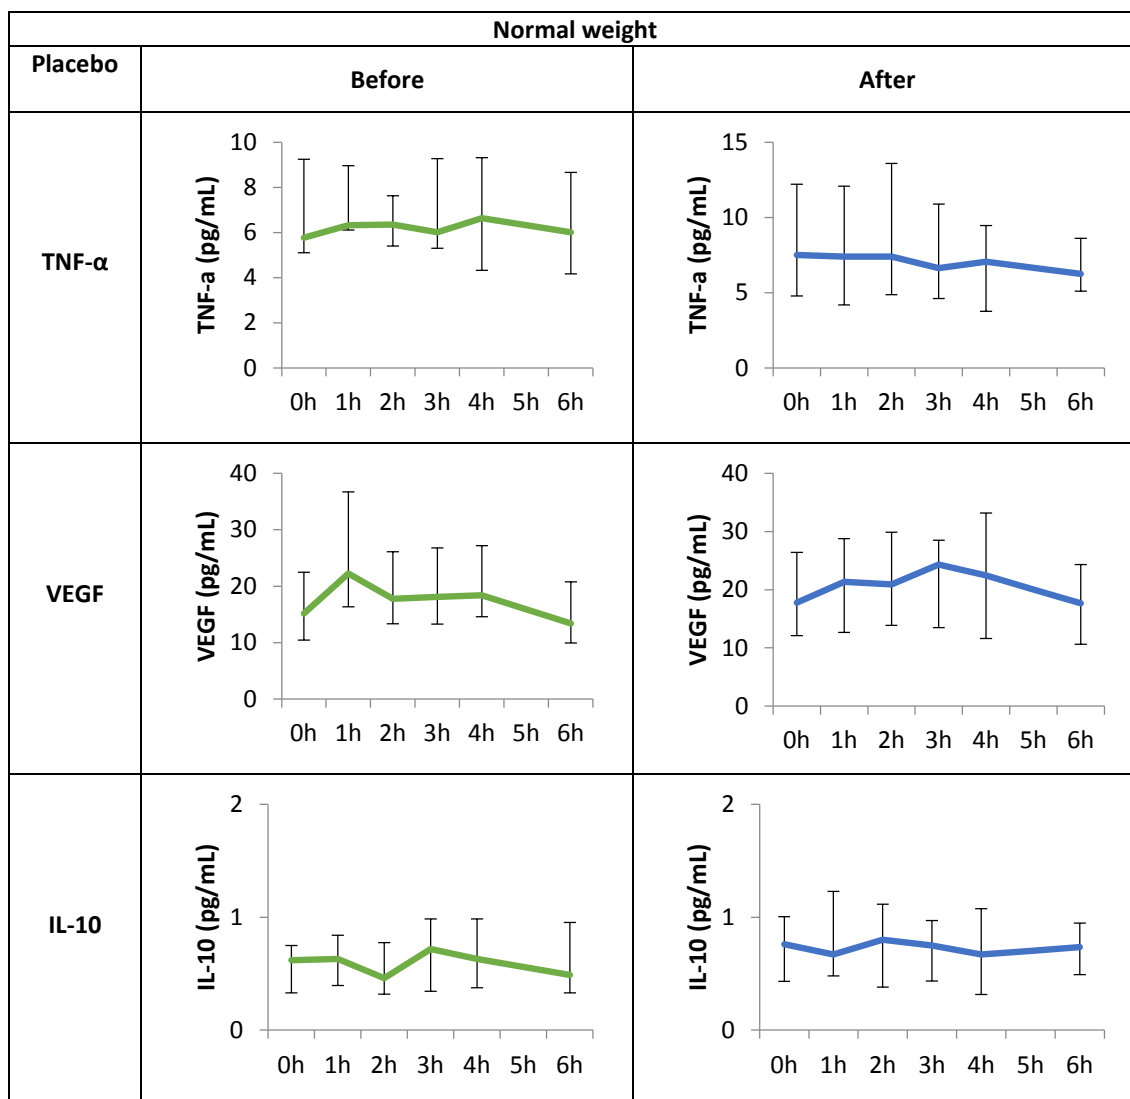 Normal weight
Placebo
Before
After
TNF-α
TNF-a (pg/mL)
10
8
6
4
2
0
0h 1h 2h 3h 4h 5h 6h
TNF-a (pg/mL)
15
10
5
0
0h 1h 2h 3h 4h 5h 6h
VEGF
VEGF (pg/mL)
40
30
20
10
0
0h 1h 2h 3h 4h 5h 6h
VEGF (pg/mL)
40
30
20
10
0
0h 1h 2h 3h 4h 5h 6h
IL-10
IL-10 (pg/mL)
2
1
0
0h 1h 2h 3h 4h 5h 6h
IL-10 (pg/mL)
2
1
0
0h 1h 2h 3h 4h 5h 6h